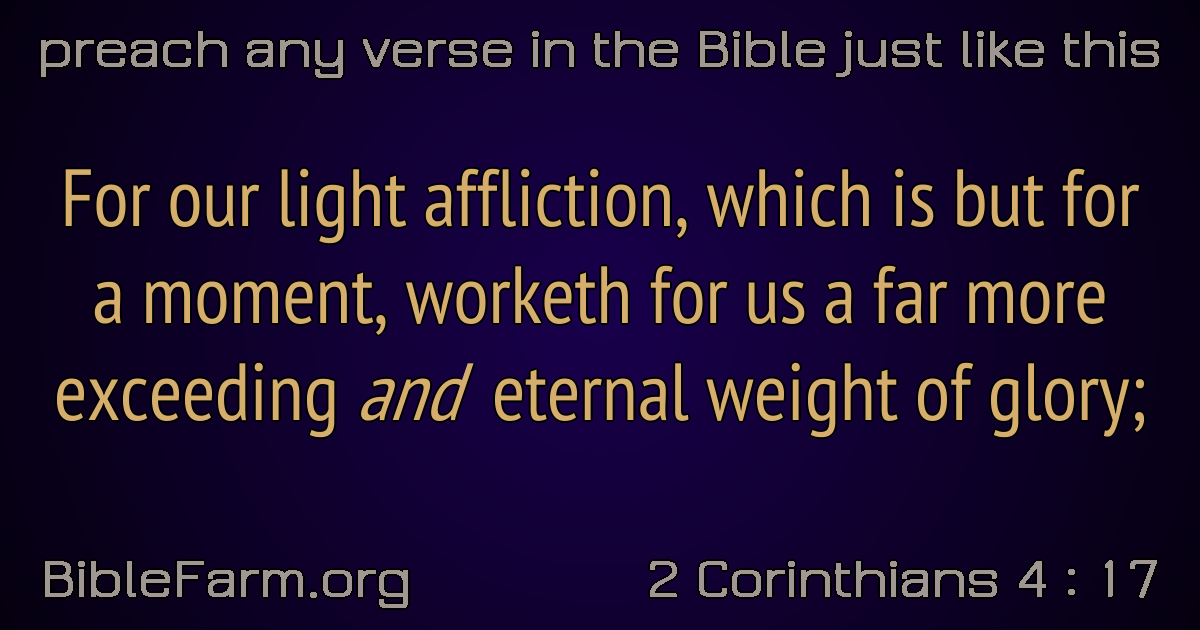 preach any verse in the Bible just like this
For our light affliction, which is but for
a moment, worketh for us a far more
exceeding and eternal weight of glory;
BibleFarm.org
2 Corinthians 4 : 17